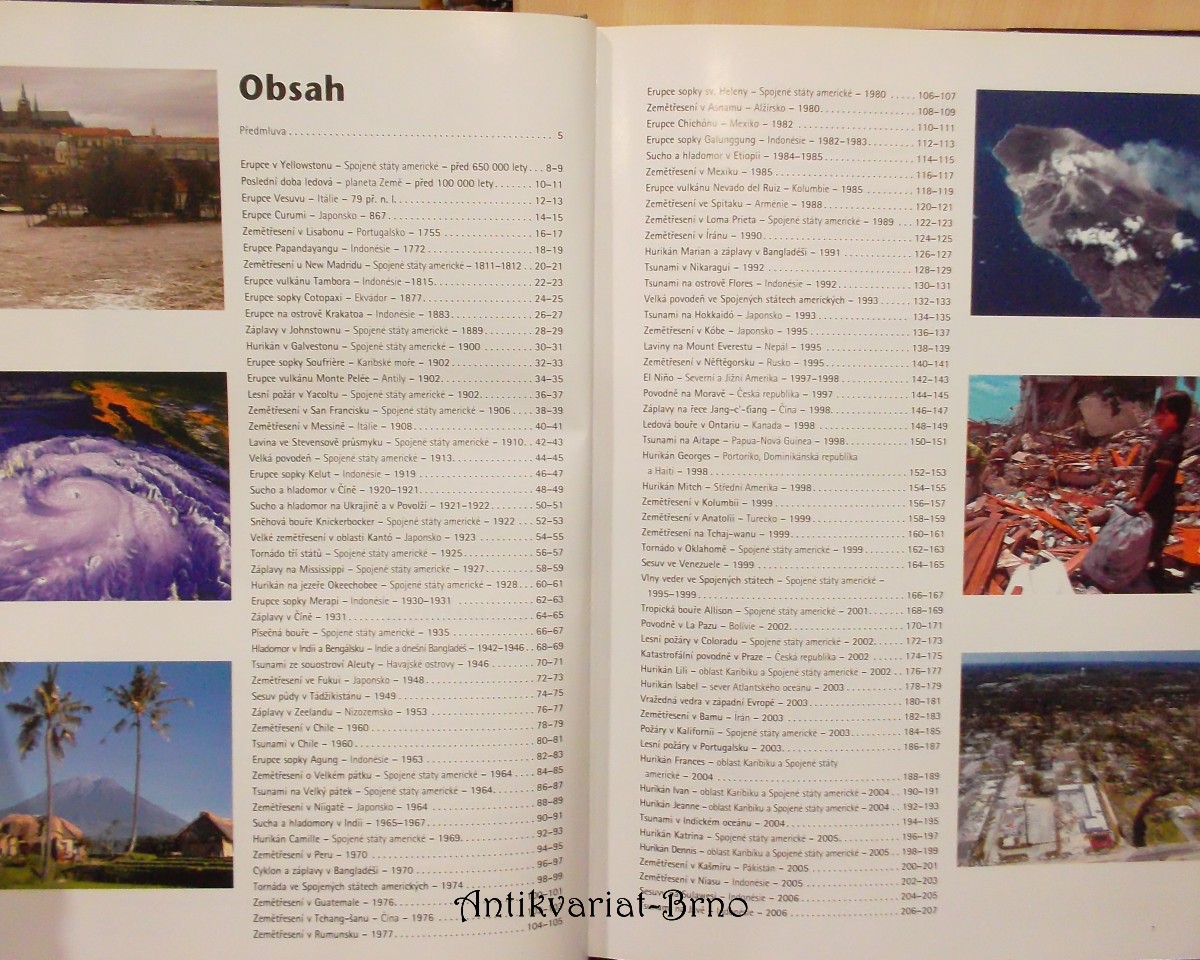 Obsah
Předmluva . . . . . . . . . . . . . . . . . . . . . . . . . . . . . . . . 5
Erupce v Yellowstonu – Spojené státy americké – před 650 000 lety. . . 8–9
Poslední doba ledová – planeta Země – před 100 000 lety. . . . . . . 10–11
Erupce Vesuvu – Itálie – 79 př. n. l. . . . . . . . . . . . . 12–13
Erupce Curumi – Japonsko – 867. . . . . . . . . . . . 14–15
Zemětřesení v Lisabonu – Portugalsko – 1755 . . . . . . . . . . 16–17
Erupce Papandayangu – Indonésie – 1772 . . . . . . . . . . 18–19
Zemětřesení u New Madridu – Spojené státy americké – 1811–1812 . . 20–21
Erupce vulkánu Tambora – Indonésie –1815. . . . . . . . . . 22–23
Erupce sopky Cotopaxi – Ekvádor – 1877. . . . . . . . . . 24–25
Erupce na ostrově Krakatoa – Indonésie – 1883. . . . . . . . . . 26–27
Záplavy v Johnstownu – Spojené státy americké – 1889. . . . . . . . 28–29
Hurikán v Galvestonu – Spojené státy americké – 1900 . . . . . . . . 30–31
Erupce sopky Soufrière – Karibské moře – 1902. . . . . . . . . . 32–33
Erupce vulkánu Monte Pelée – Antily – 1902. . . . . . . . . . 34–35
Lesní požár v Yacoltu – Spojené státy americké – 1902. . . . . . . . 36–37
Zemětřesení v San Francisku – Spojené státy americké – 1906 . . . . 38–39
Zemětřesení v Messině – Itálie – 1908. . . . . . . . . . 40–41
Lavina ve Stevensově průsmyku – Spojené státy americké – 1910. . 42–43
Velká povodeň – Spojené státy americké – 1913. . . . . . . . . . 44–45
Erupce sopky Kelut – Indonésie – 1919 . . . . . . . . . . 46–47
Sucho a hladomor v Číně – 1920–1921. . . . . . . . . . 48–49
Sucho a hladomor na Ukrajině a v Povolží – 1921–1922. . . . . . . . 50–51
Sněhová bouře Knickerbocker – Spojené státy americké – 1922 . . . 52–53
Velké zemětřesení v oblasti Kantó – Japonsko – 1923 . . . . . . . . 54–55
Tornádo tří států – Spojené státy americké – 1925. . . . . . . . . . 56–57
Záplavy na Mississippi – Spojené státy americké – 1927. . . . . . . . 58–59
Hurikán na jezeře Okeechobee – Spojené státy americké – 1928. . . 60–61
Erupce sopky Merapi – Indonésie – 1930–1931 . . . . . . . . . . 62–63
Záplavy v Číně – 1931. . . . . . . . . . 64–65
Písečná bouře – Spojené státy americké – 1935 . . . . . . . . . . 66–67
Hladomor v Indii a Bengálsku – Indie a dnešní Bangladéš – 1942–1946 . . 68–69
Tsunami ze souostroví Aleuty – Havajské ostrovy – 1946 . . . . . . . 70–71
Zemětřesení ve Fukui – Japonsko – 1948. . . . . . . . . . 72–73
Sesuv půdy v Tádžikistánu – 1949 . . . . . . . . . . 74–75
Záplavy v Zeelandu – Nizozemsko – 1953 . . . . . . . . . . 76–77
Zemětřesení v Chile – 1960 . . . . . . . . . . 78–79
Tsunami v Chile – 1960. . . . . . . . . . 80–81
Erupce sopky Agung – Indonésie – 1963 . . . . . . . . . . 82–83
Zemětřesení o Velkém pátku – Spojené státy americké – 1964 . . . . 84–85
Tsunami na Velký pátek – Spojené státy americké – 1964. . . . . . . 86–87
Zemětřesení v Niigatě – Japonsko – 1964 . . . . . . . . . . 88–89
Sucha a hladomory v Indii – 1965–1967. . . . . . . . . . 90–91
Hurikán Camille – Spojené státy americké – 1969. . . . . . . . . . 92–93
Zemětřesení v Peru – 1970 . . . . . . . . . . 94–95
Cyklon a záplavy v Bangladéši – 1970 . . . . . . . . . . 96–97
Tornáda ve Spojených státech amerických – 1974 . . . . . . . . . . 98–99
Zemětřesení v Guatemale – 1976. . . . . . . . . . –101
Zemětřesení v Tchang-šanu – Čína – 1976 . . . . . . . . . .
Zemětřesení v Rumunsku – 1977. . . . . . . . . . 104–105
Erupce sopky sv. Heleny – Spojené státy americké – 1980 . . . . . 106–107
Zemětřesení v Asnamu – Alžírsko – 1980. . . . . . . . . . 108–109
Erupce Chichónu – Mexiko – 1982 . . . . . . . . . . 110–111
Erupce sopky Galunggung – Indonésie – 1982–1983. . . . . . . . 112–113
Sucho a hladomor v Etiopii – 1984–1985. . . . . . . . . . 114–115
Zemětřesení v Mexiku – 1985 . . . . . . . . . . 116–117
Erupce vulkánu Nevado del Ruiz – Kolumbie – 1985 . . . . . . . . 118–119
Zemětřesení ve Spitaku – Arménie – 1988. . . . . . . . . . 120–121
Zemětřesení v Loma Prieta – Spojené státy americké – 1989 . . . 122–123
Zemětřesení v Íránu – 1990. . . . . . . . . . 124–125
Hurikán Marian a záplavy v Bangladéši – 1991 . . . . . . . . . . 126–127
Tsunami v Nikaragui – 1992 . . . . . . . . . . 128–129
Tsunami na ostrově Flores – Indonésie – 1992. . . . . . . . . . 130–131
Velká povodeň ve Spojených státech amerických – 1993 . . . . . . 132–133
Tsunami na Hokkaidó – Japonsko – 1993. . . . . . . . . . 134–135
Zemětřesení v Kóbe – Japonsko – 1995. . . . . . . . . . 136–137
Laviny na Mount Everestu – Nepál – 1995 . . . . . . . . . . 138–139
Zemětřesení v Něftěgorsku – Rusko – 1995. . . . . . . . . . 140–141
El Niño – Severní a Jižní Amerika – 1997–1998 . . . . . . . . . . 142–143
Povodně na Moravě – Česká republika – 1997 . . . . . . . . . . 144–145
Záplavy na řece Jang-c'-ťiang – Čína – 1998. . . . . . . . . . 146–147
Ledová bouře v Ontariu – Kanada – 1998 . . . . . . . . . . 148–149
Tsunami na Aitape – Papua-Nová Guinea – 1998. . . . . . . . . . 150–151
Hurikán Georges – Portoriko, Dominikánská republika
a Haiti – 1998 . . . . . . . . . . 152–153
Hurikán Mitch – Střední Amerika – 1998 . . . . . . . . . . 154–155
Zemětřesení v Kolumbii – 1999 . . . . . . . . . . 156–157
Zemětřesení v Anatolii – Turecko – 1999. . . . . . . . . . 158–159
Zemětřesení na Tchaj-wanu – 1999. . . . . . . . . . 160–161
Tornádo v Oklahomě – Spojené státy americké – 1999. . . . . . . 162–163
Sesuv ve Venezuele – 1999 . . . . . . . . . . 164–165
Vlny veder ve Spojených státech – Spojené státy americké –
1995–1999. . . . . . . . . . 166–167
Tropická bouře Allison – Spojené státy americké – 2001. . . . . . . 168–169
Povodně v La Pazu – Bolívie – 2002. . . . . . . . . . 170–171
Lesní požáry v Coloradu – Spojené státy americké – 2002. . . . . . 172–173
Katastrofální povodně v Praze – Česká republika – 2002 . . . . . . 174–175
Hurikán Lili – oblast Karibiku a Spojené státy americké – 2002 . . . 176–177
Hurikán Isabel – sever Atlantského oceánu – 2003 . . . . . . . . . . 178–179
Vražedná vedra v západní Evropě – 2003. . . . . . . . . . 180–181
Zemětřesení v Bamu – Írán – 2003 . . . . . . . . . . 182–183
Požáry v Kalifornii – Spojené státy americké – 2003. . . . . . . . 184–185
Lesní požáry v Portugalsku – 2003. . . . . . . . . . 186–187
Hurikán Frances – oblast Karibiku a Spojené státy
americké – 2004 . . . . . . . . . . 188–189
Hurikán Ivan – oblast Karibiku a Spojené státy americké – 2004 . . . 190–191
Hurikán Jeanne – oblast Karibiku a Spojené státy americké – 2004 . . . 192–193
Tsunami v Indickém oceánu – 2004. . . . . . . . . . 194–195
Hurikán Katrina – Spojené státy americké – 2005. . . . . . . . . . 196–197
Hurikán Dennis – oblast Karibiku a Spojené státy americké – 2005 . . . 198–199
Zemětřesení v Kašmíru – Pákistán – 2005 . . . . . . . . . . 200–201
Zemětřesení v Niasu – Indonésie – 2005 . . . . . . . . . . 202–203
Sesuv na Sulawesi – Indonésie – 2006 . . . . . . . . . . 204–205
na Jávě – Indonésie – 2006 . . . . . . . . . . 206–207
Antikvariat-Brno